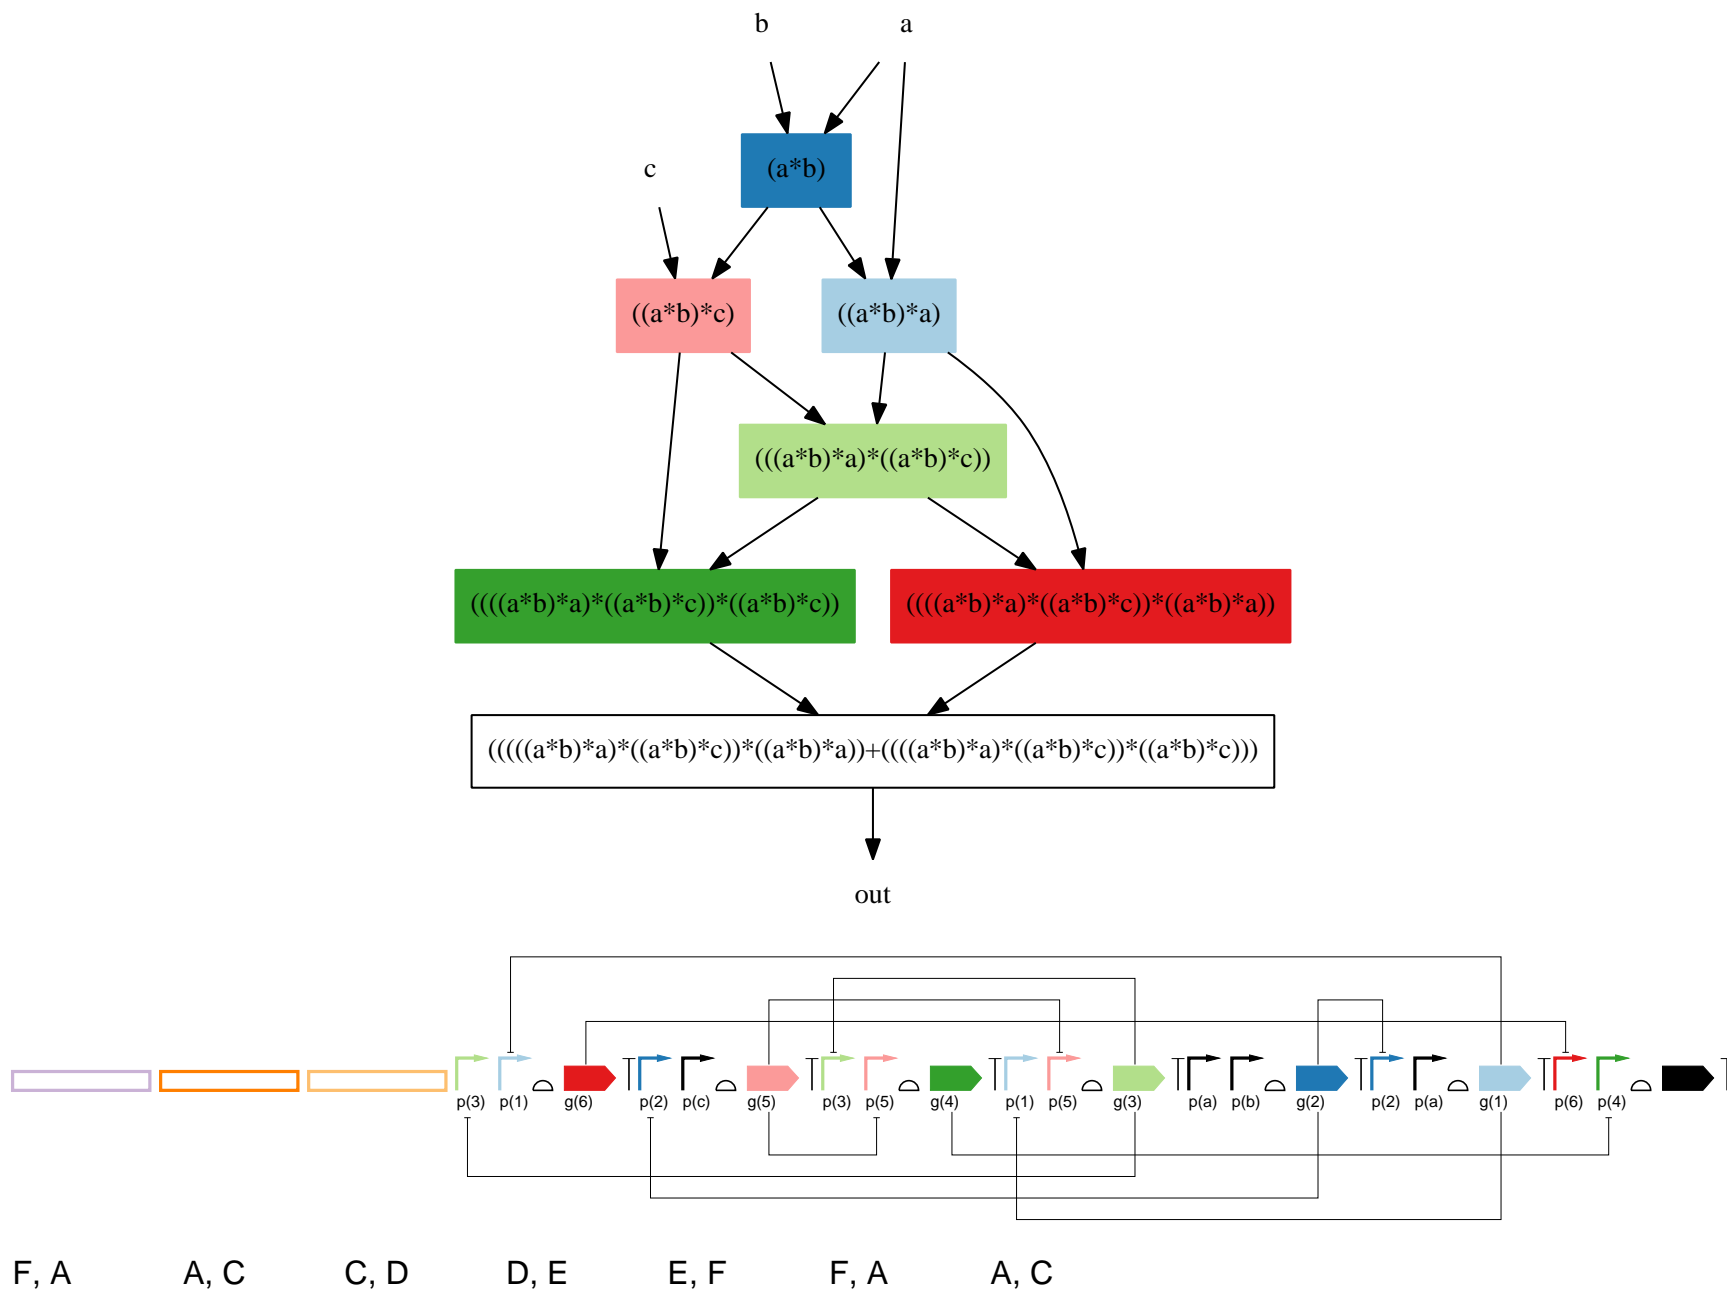 b a
(a*b)
c
((a*b)*c) ((a*b)*a)
(((a*b)*a)*((a*b)*c))
((((a*b)*a)*((a*b)*c))*((a*b)*c)) ((((a*b)*a)*((a*b)*c))*((a*b)*a))
(((((a*b)*a)*((a*b)*c))*((a*b)*a))+((((a*b)*a)*((a*b)*c))*((a*b)*c)))
out
p(3) p(1) g(6) p(2) p(c) g(5) p(3) p(5) g(4) p(1) p(5) g(3) p(a) p(b) g(2) p(2) p(a) g(1) p(6) p(4)
F, A A, C C, D D, E E, F F, A A, C